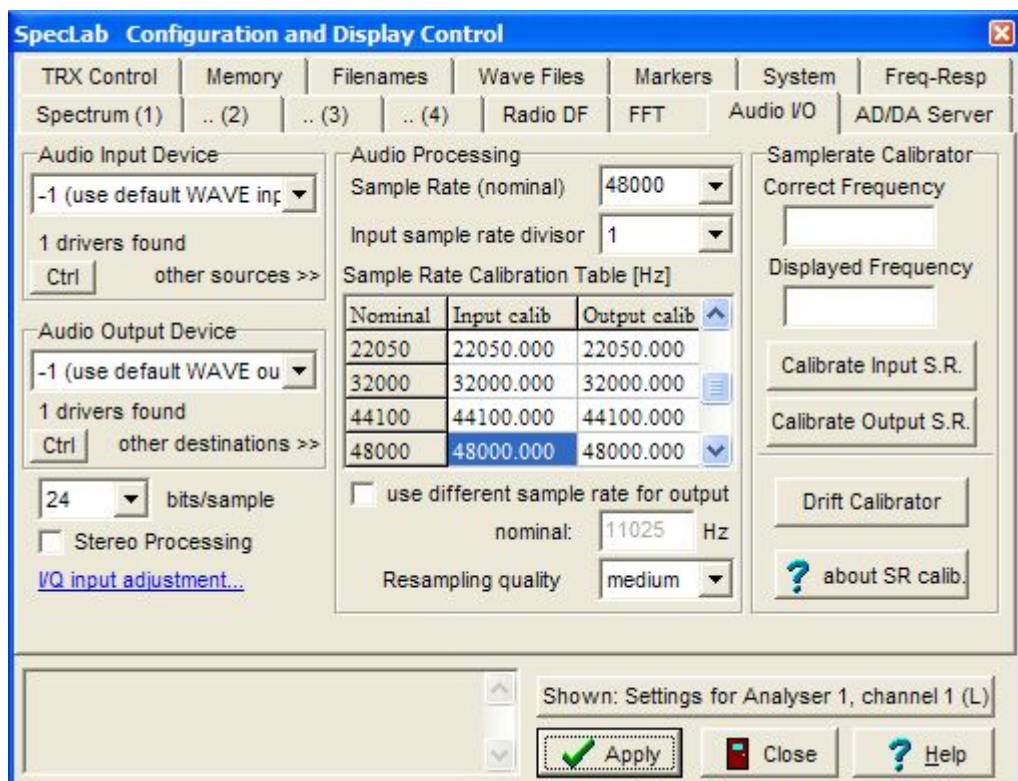 SpecLab Configuration and Display Control
TRX Control Memory Filenames Wave Files Markers System Freq-Resp
Spectrum (1) .. (2) .. (3) .. (4) Radio DF FFT Audio I/O AD/DA Server
Audio Input Device
-1 (use default WAVE inp
1 drivers found
Ctrl other sources >>
Audio Output Device
-1 (use default WAVE ou
1 drivers found
Ctrl other destinations >>
24 bits/sample
Stereo Processing
I/Q input adjustment...
Audio Processing
Sample Rate (nominal) 48000
Input sample rate divisor 1
Sample Rate Calibration Table [Hz]
Nominal Input calib Output calib
22050 22050.000 22050.000
32000 32000.000 32000.000
44100 44100.000 44100.000
48000 48000.000 48000.000
use different sample rate for output
nominal: 11025 Hz
Resampling quality medium
Samplerate Calibrator
Correct Frequency
Displayed Frequency
Calibrate Input S.R.
Calibrate Output S.R.
Drift Calibrator
? about SR calib.
Shown: Settings for Analyser 1, channel 1 (L)
Apply Close ? Help